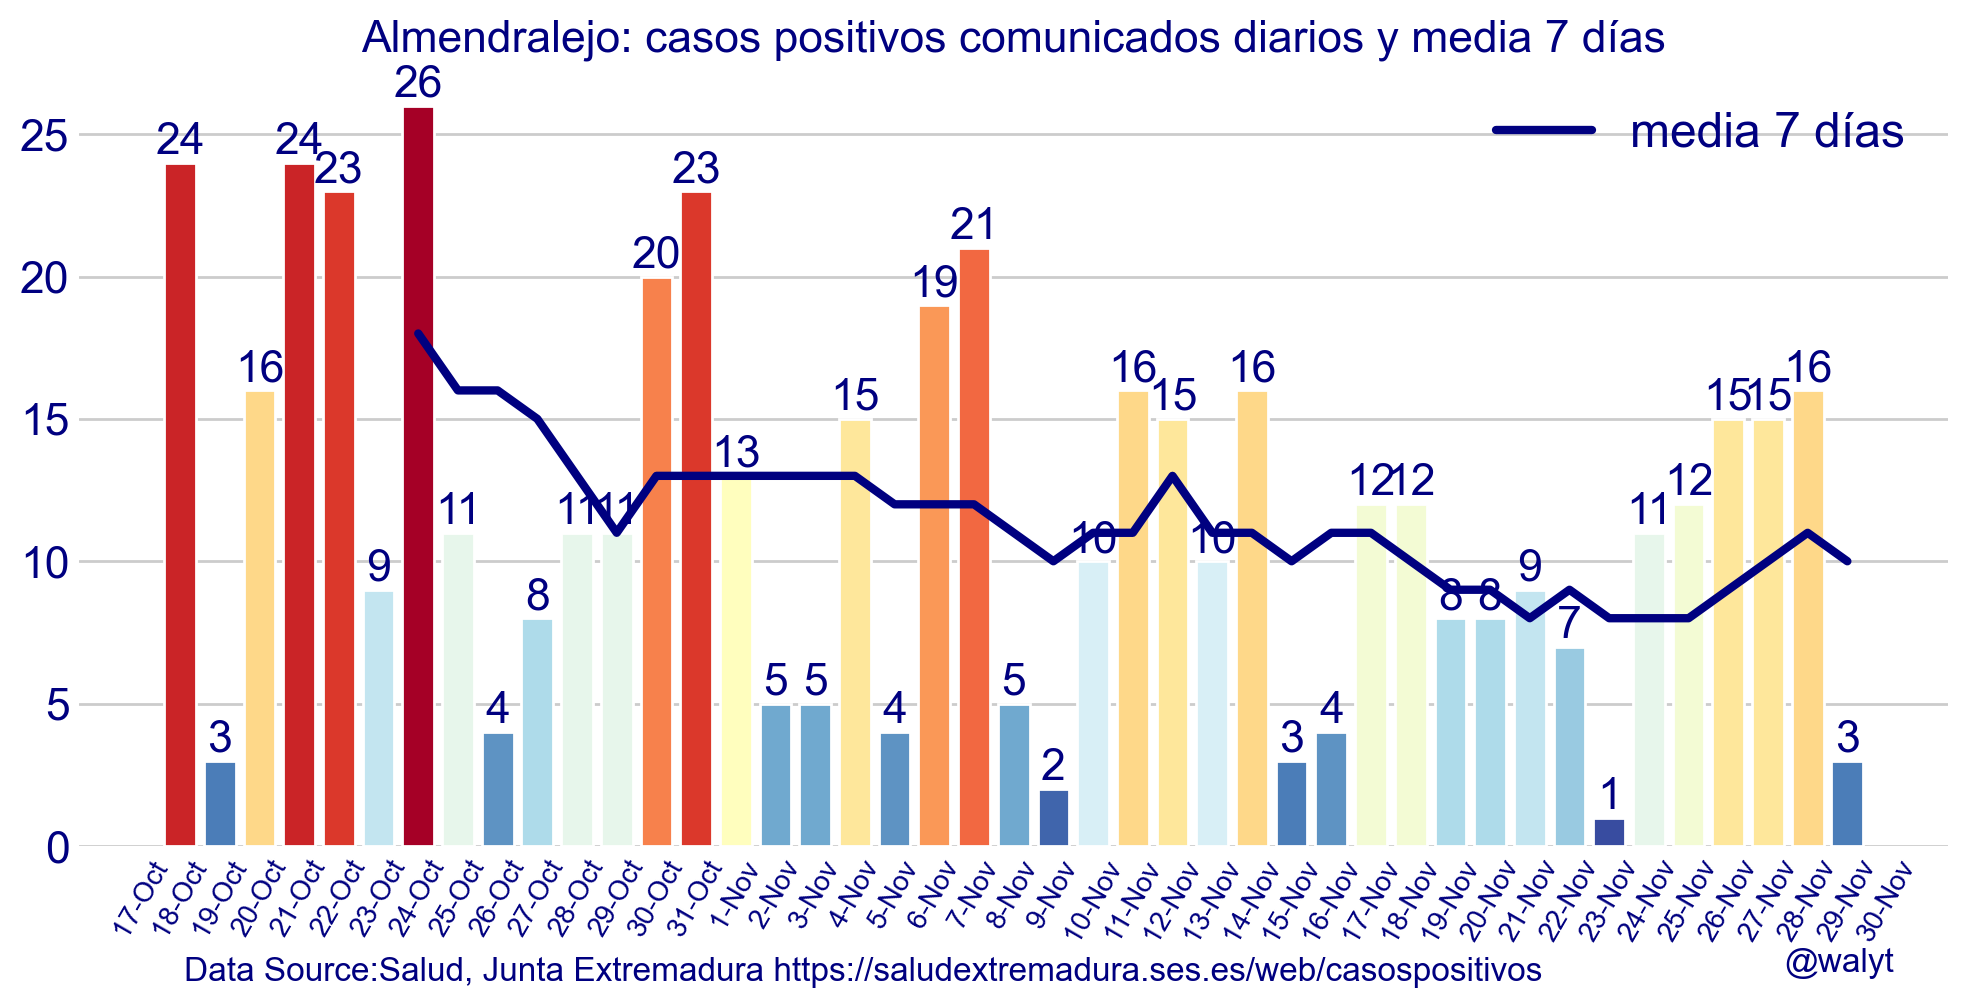 Almendralejo: casos positivos comunicados diarios y media 7 días
media 7 días
25
20
15
10
5
0
24
3
16
24
23
9
26
11
4
8
11
11
20
23
13
5
5
15
4
19
21
5
2
10
16
15
10
16
3
4
12
12
8
8
9
7
1
11
12
15
15
16
3
17-Oct
18-Oct
19-Oct
20-Oct
21-Oct
22-Oct
23-Oct
24-Oct
25-Oct
26-Oct
27-Oct
28-Oct
29-Oct
30-Oct
31-Oct
1-Nov
2-Nov
3-Nov
4-Nov
5-Nov
6-Nov
7-Nov
8-Nov
9-Nov
10-Nov
11-Nov
12-Nov
13-Nov
14-Nov
15-Nov
16-Nov
17-Nov
18-Nov
19-Nov
20-Nov
21-Nov
22-Nov
23-Nov
24-Nov
25-Nov
26-Nov
27-Nov
28-Nov
29-Nov
30-Nov
Data Source:Salud, Junta Extremadura https://saludextremadura.ses.es/web/casospositivos
@walyt